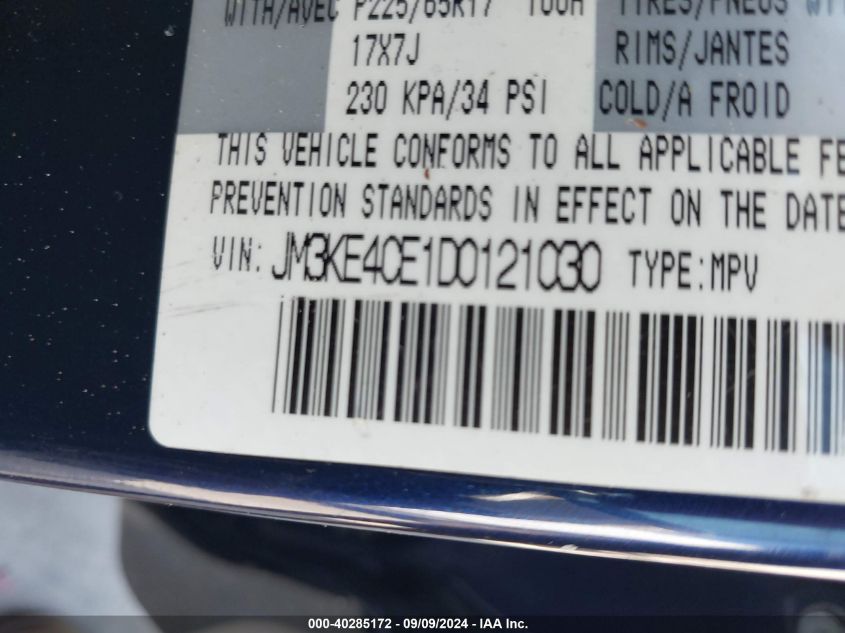 WITH/AVEC P225/65R17 100H TIRES/PNEUS
17X7J RIMS/JANTES
230 KPA/34 PSI COLD/A FROID
THIS VEHICLE CONFORMS TO ALL APPLICABLE FE
PREVENTION STANDARDS IN EFFECT ON THE DATE
VIN: JM3KE4CE1D0121030 TYPE:MPV
000-40285172 - 09/09/2024 - IAA Inc.